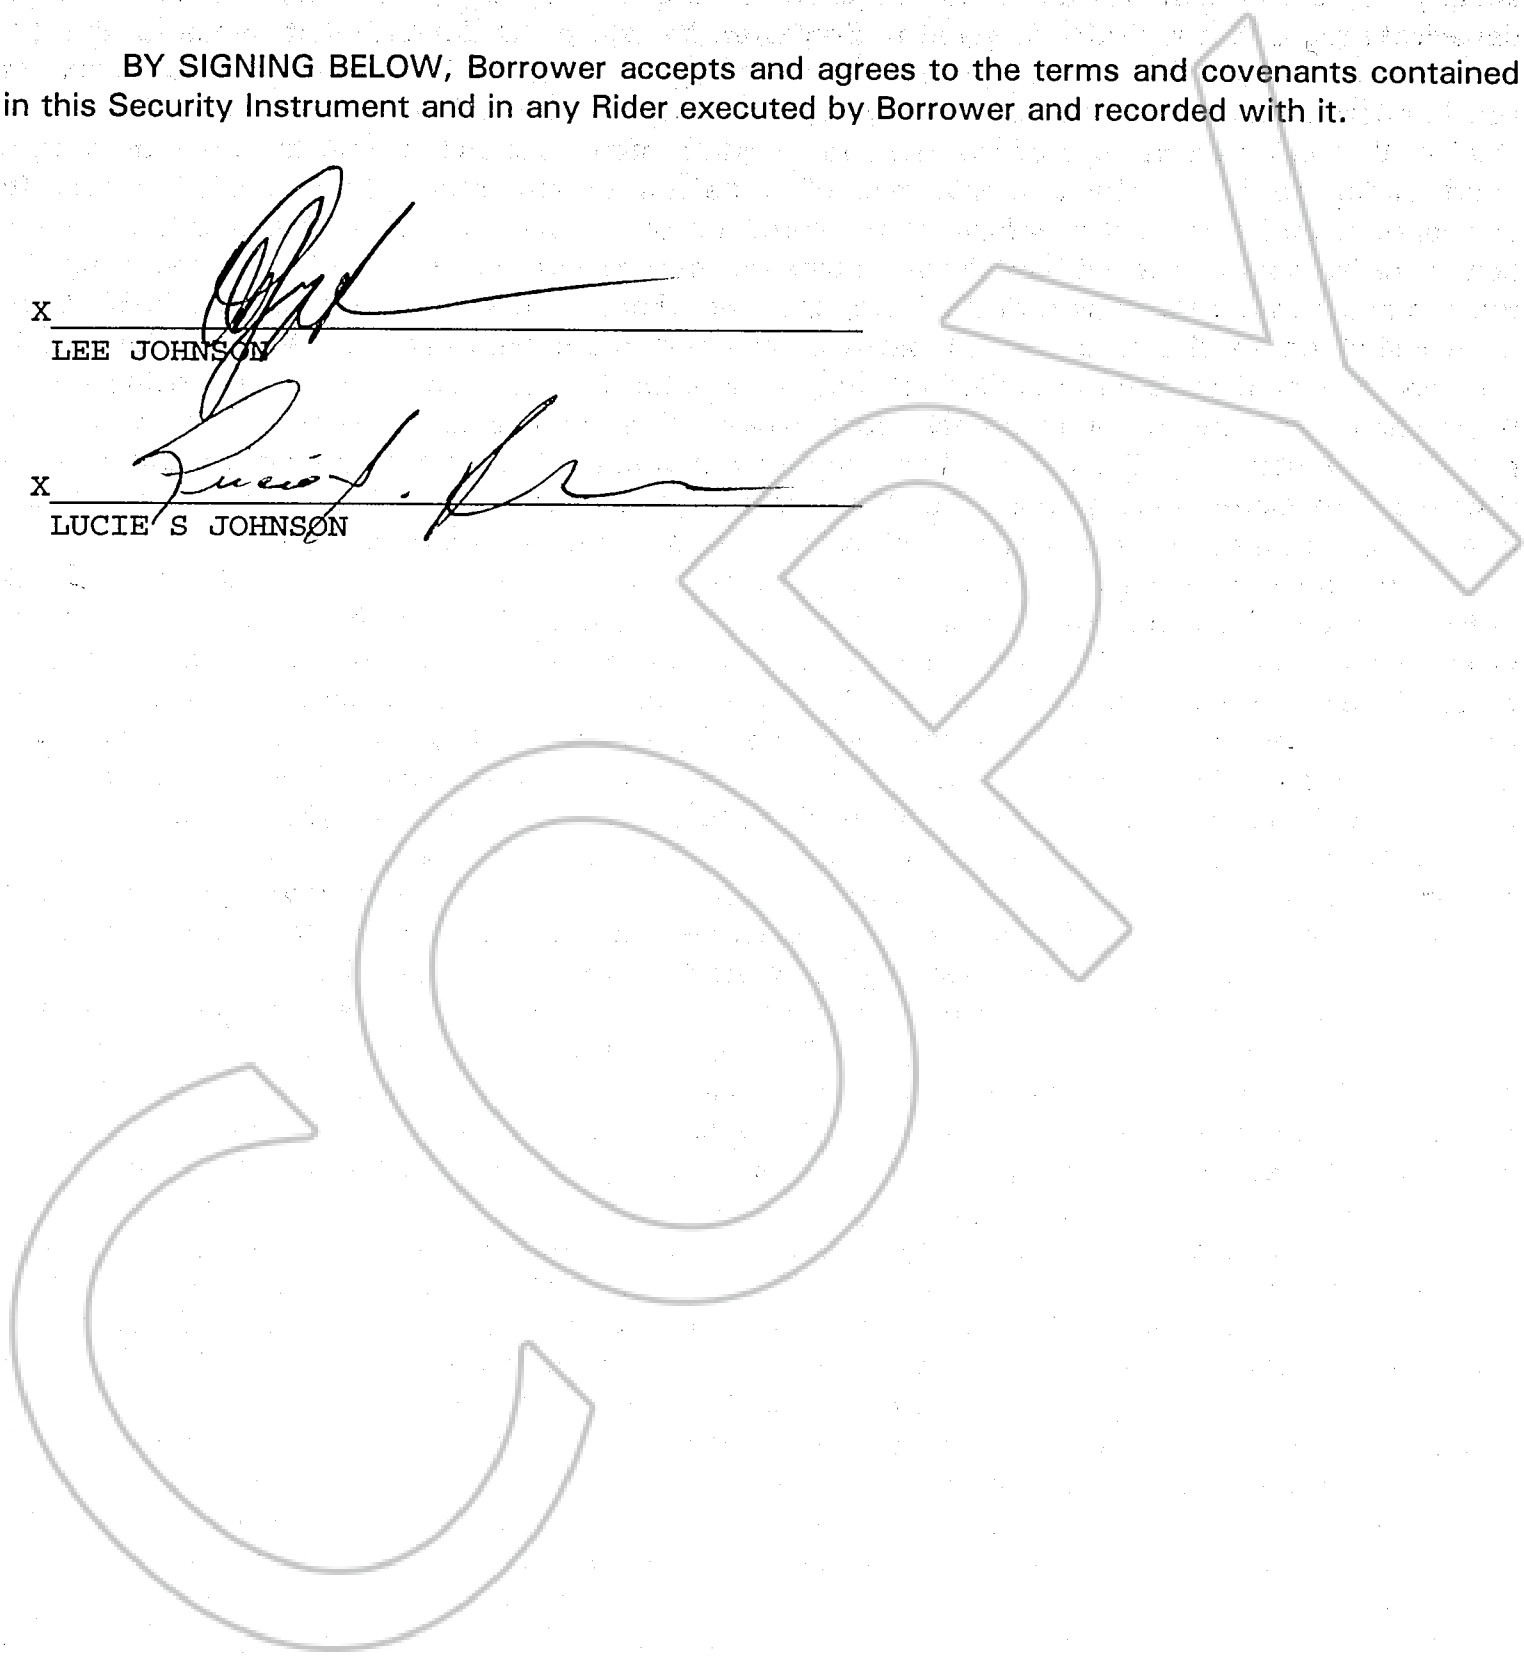 BY SIGNING BELOW, Borrower accepts and agrees to the terms and covenants contained
in this Security Instrument and in any Rider executed by Borrower and recorded with it.
X
LEE JOHNSON
X
LUCIE S JOHNSON
COPY